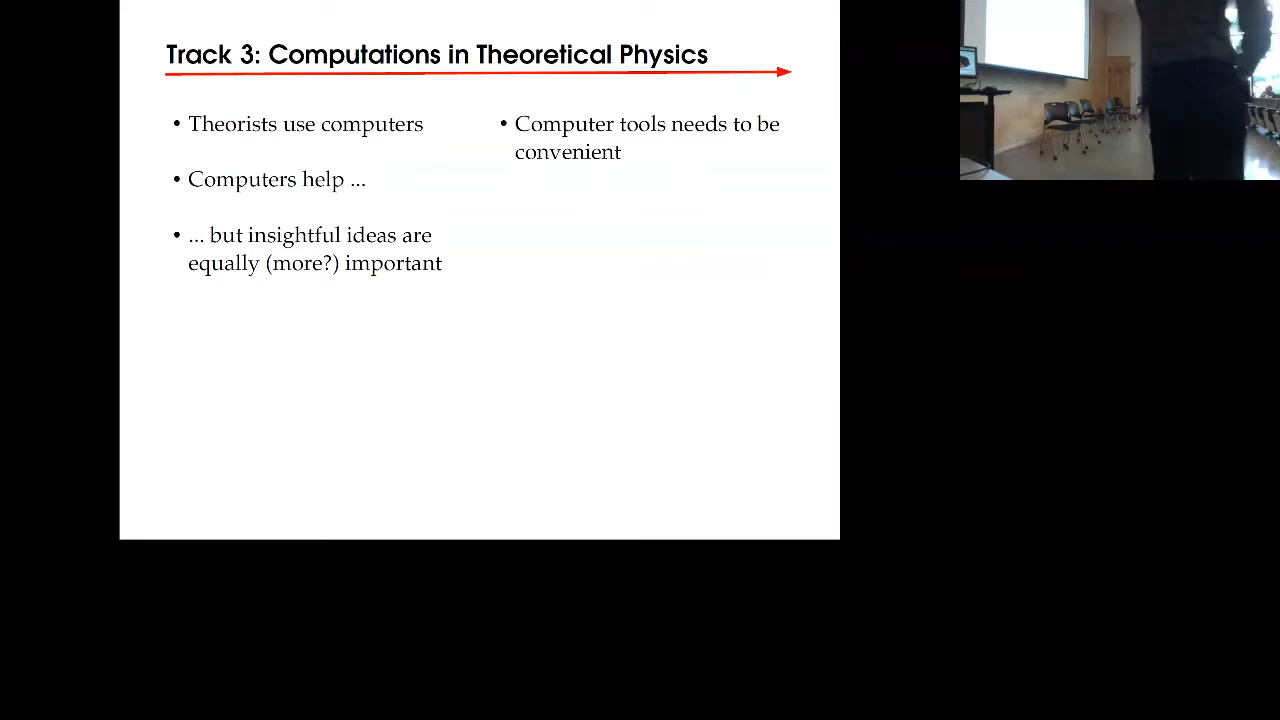 Track 3: Computations in Theoretical Physics
• Theorists use computers
• Computers help ...
• ... but insightful ideas are
equally (more?) important
• Computer tools needs to be
convenient